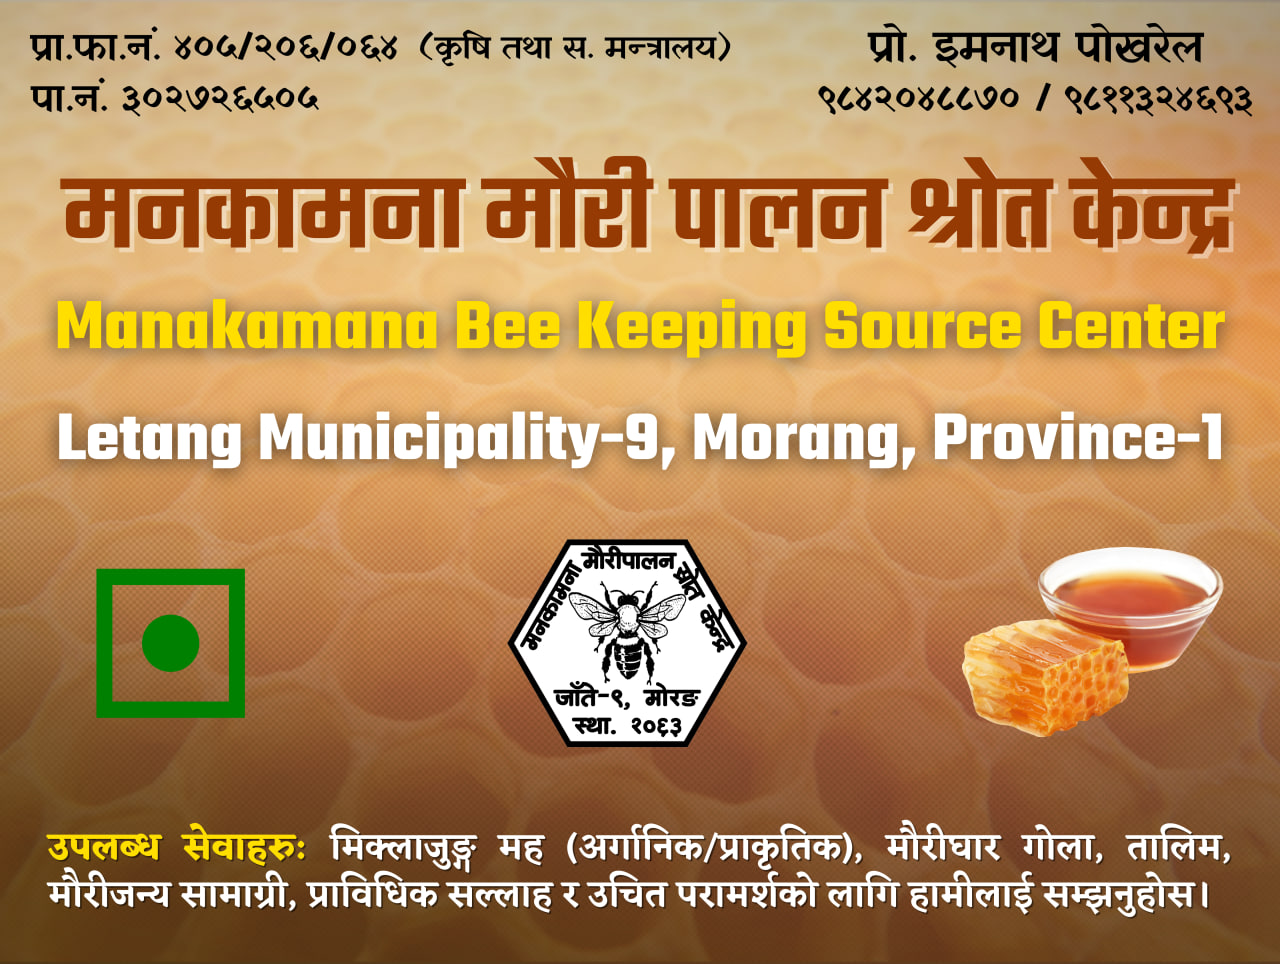 प्रा.फा.नं. ४०५/२०६/०६४ (कृषि तथा स. मन्त्रालय)
पा.नं. ३०२७२६५०५
प्रो. इमनाथ पोखरेल
९८४२०४८८७० / ९८११३२४६९३
मनकामना मौरी पालन श्रोत केन्द्र
Manakamana Bee Keeping Source Center
Letang Municipality-9, Morang, Province-1
मनकामना मौरीपालन स्रोत केन्द्र
जाँते-९, मोरङ
स्था. २०६३
उपलब्ध सेवाहरु: मिक्लाजुङ्ग मह (अर्गानिक/प्राकृतिक), मौरीघार गोला, तालिम,
मौरीजन्य सामाग्री, प्राविधिक सल्लाह र उचित परामर्शको लागि हामीलाई सम्झनुहोस।